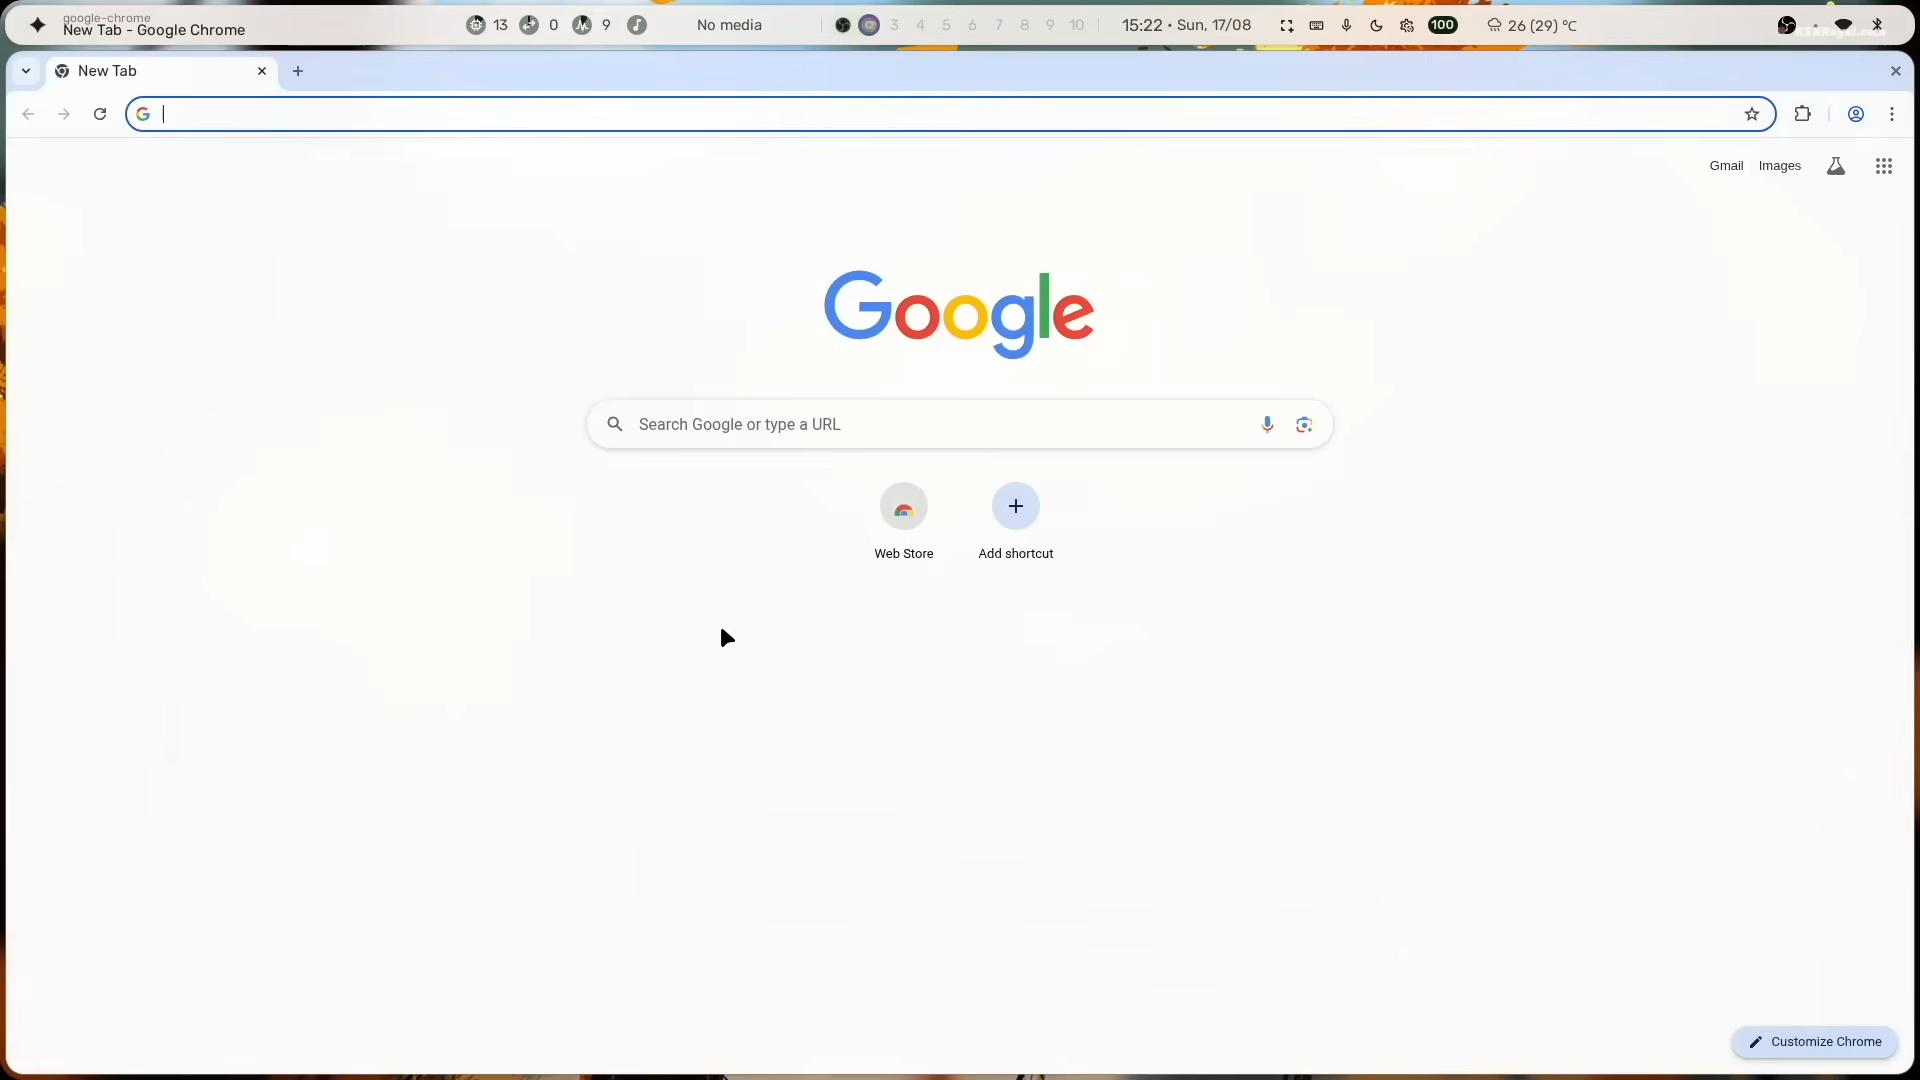 google-chrome
New Tab - Google Chrome
13 0 9
No media
3 4 5 6 7 8 9 10
15:22 • Sun, 17/08
100
26 (29) °C
New Tab
Gmail Images
Google
Search Google or type a URL
Web Store Add shortcut
Customize Chrome